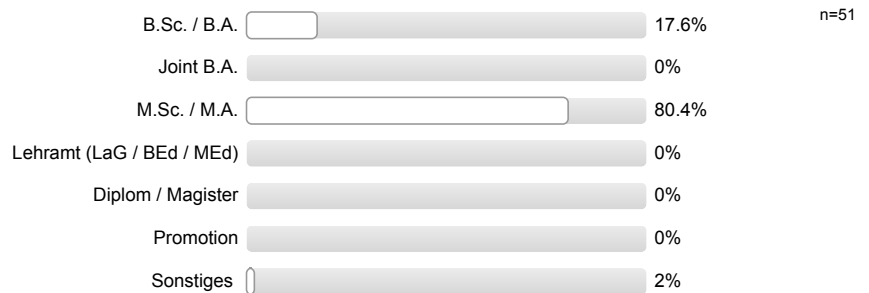 B.Sc. / B.A. 17.6% n=51
Joint B.A. 0%
M.Sc. / M.A. 80.4%
Lehramt (LaG / BEd / MEd) 0%
Diplom / Magister 0%
Promotion 0%
Sonstiges 2%